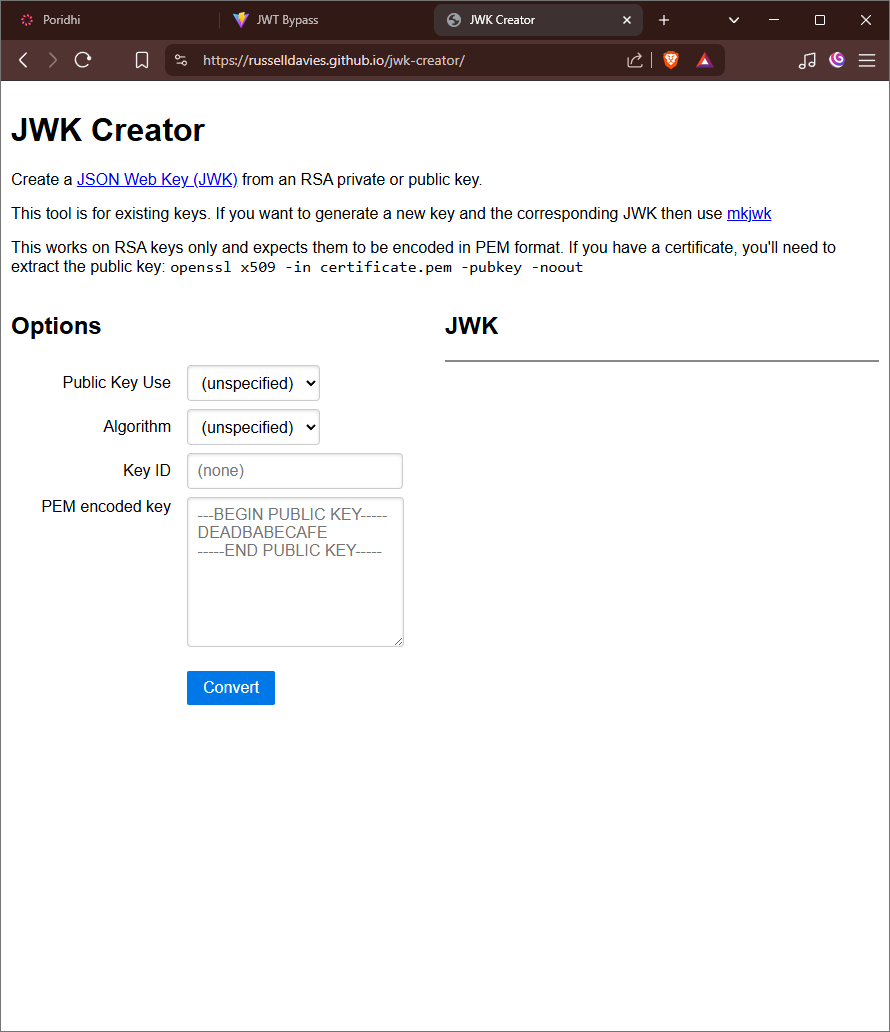 Poridhi
JWT Bypass
JWK Creator
https://russelldavies.github.io/jwk-creator/
JWK Creator
Create a JSON Web Key (JWK) from an RSA private or public key.
This tool is for existing keys. If you want to generate a new key and the corresponding JWK then use mkjwk
This works on RSA keys only and expects them to be encoded in PEM format. If you have a certificate, you'll need to
extract the public key: openssl x509 -in certificate.pem -pubkey -noout
Options
Public Key Use
(unspecified)
Algorithm
(unspecified)
Key ID
(none)
PEM encoded key
---BEGIN PUBLIC KEY-----
DEADBABECAFE
-----END PUBLIC KEY-----
Convert
JWK